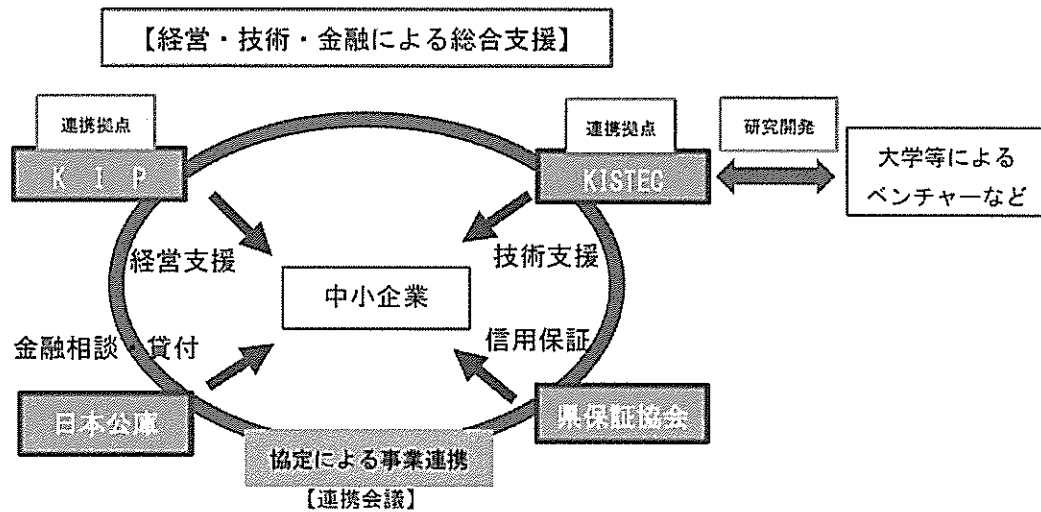 【経営・技術・金融による総合支援】
連携拠点
K I P
連携拠点
KISTEC
研究開発
大学等による
ベンチャーなど
経営支援
技術支援
中小企業
金融相談・貸付
信用保証
日本公庫
県保証協会
協定による事業連携
【連携会議】